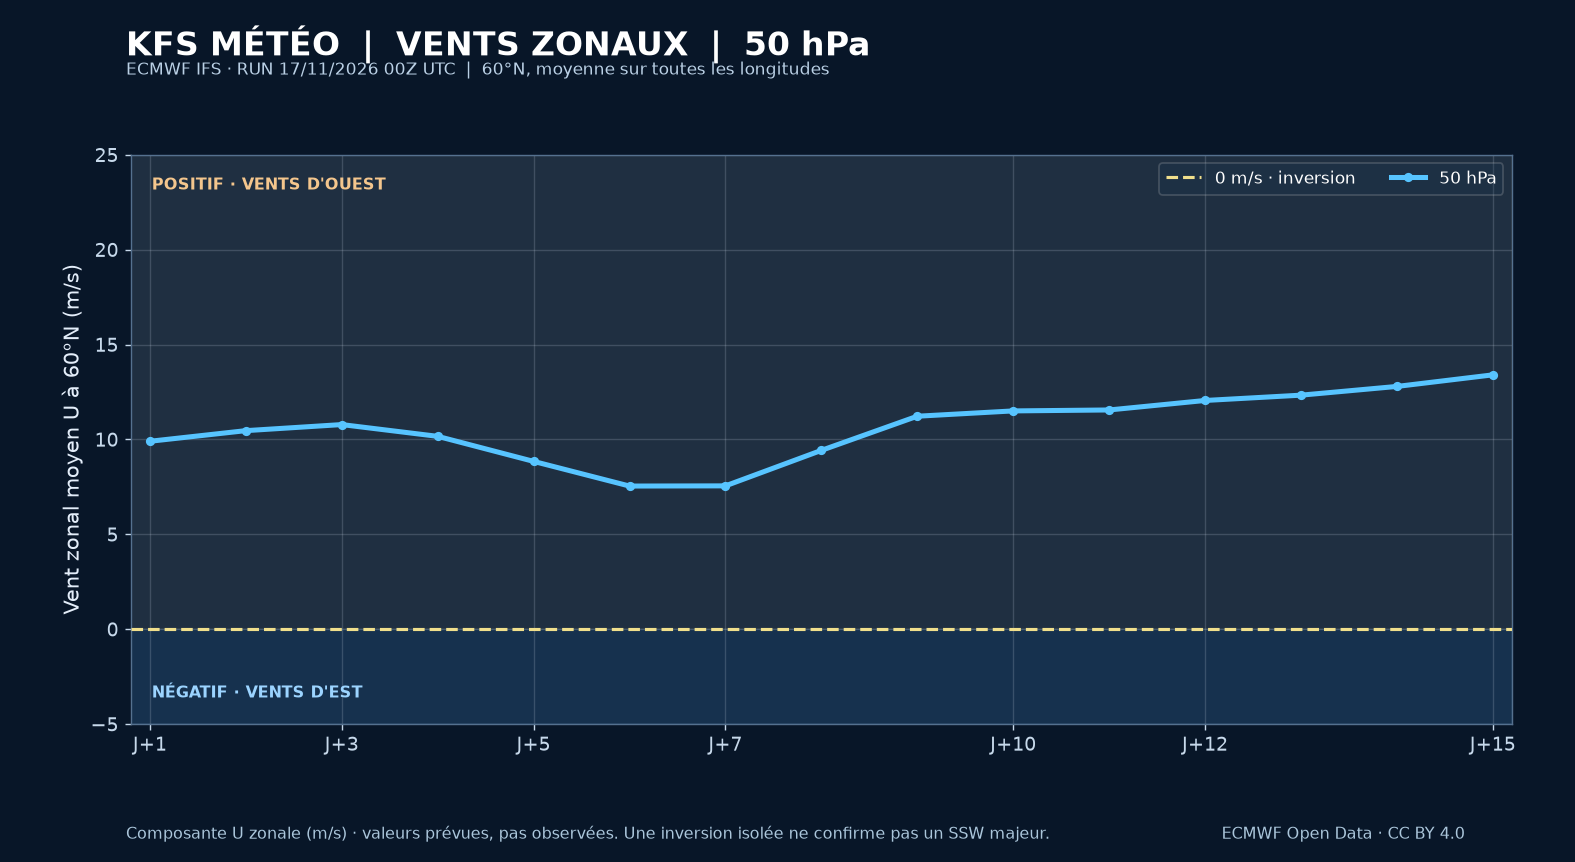 KFS MÉTÉO | VENTS ZONAUX | 50 hPa
ECMWF IFS · RUN 17/11/2026 00Z UTC | 60°N, moyenne sur toutes les longitudes
25
POSITIF · VENTS D'OUEST
0 m/s · inversion
50 hPa
20
15
10
5
0
−5
Vent zonal moyen U à 60°N (m/s)
NÉGATIF · VENTS D'EST
J+1 J+3 J+5 J+7 J+10 J+12 J+15
Composante U zonale (m/s) · valeurs prévues, pas observées. Une inversion isolée ne confirme pas un SSW majeur.
ECMWF Open Data · CC BY 4.0